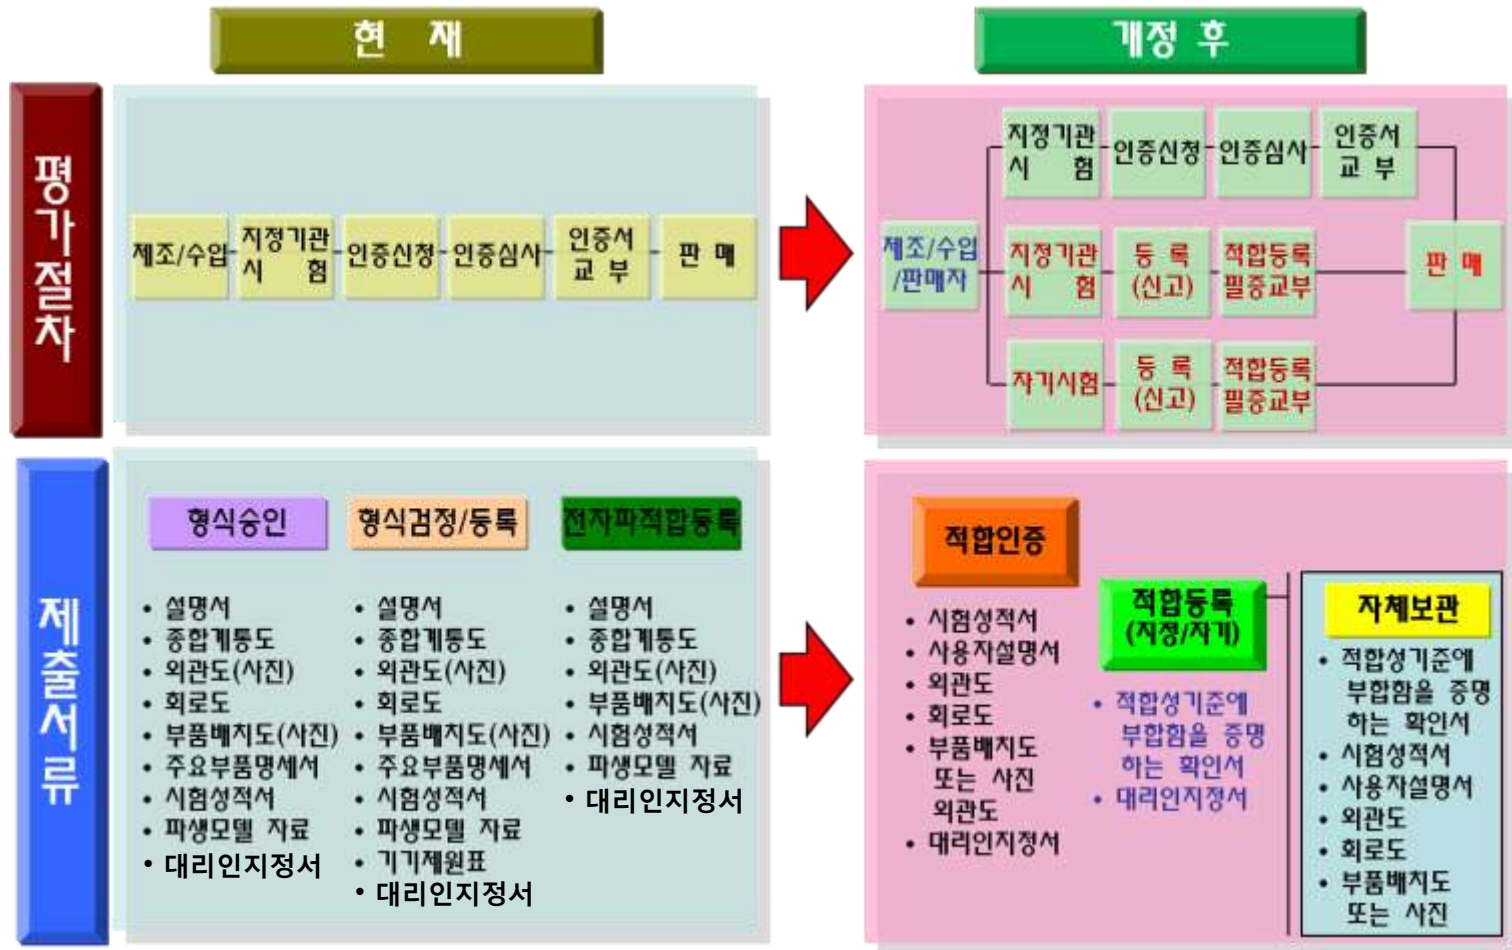 현 재
개정 후
평가절차
제조/수입
지정기관
시 험
인증신청
인증심사
인증서
교 부
판 매
제조/수입
/판매자
지정기관
시 험
인증신청
인증심사
인증서
교 부
지정기관
시 험
등 록
(신고)
적합등록
필증교부
자기시험
등 록
(신고)
적합등록
필증교부
판 매
제출서류
형식승인
• 설명서
• 종합계통도
• 외관도(사진)
• 회로도
• 부품배치도(사진)
• 주요부품명세서
• 시험성적서
• 파생모델 자료
• 대리인지정서
형식검정/등록
• 설명서
• 종합계통도
• 외관도(사진)
• 회로도
• 부품배치도(사진)
• 주요부품명세서
• 시험성적서
• 파생모델 자료
• 기기제원표
• 대리인지정서
전자파적합등록
• 설명서
• 종합계통도
• 외관도(사진)
• 부품배치도(사진)
• 시험성적서
• 파생모델 자료
• 대리인지정서
적합인증
• 시험성적서
• 사용자설명서
• 외관도
• 회로도
• 부품배치도
또는 사진
외관도
• 대리인지정서
적합등록
(지정/자기)
• 적합성기준에
부합함을 증명
하는 확인서
• 대리인지정서
자체보관
• 적합성기준에
부합함을 증명
하는 확인서
• 시험성적서
• 사용자설명서
• 외관도
• 회로도
• 부품배치도
또는 사진